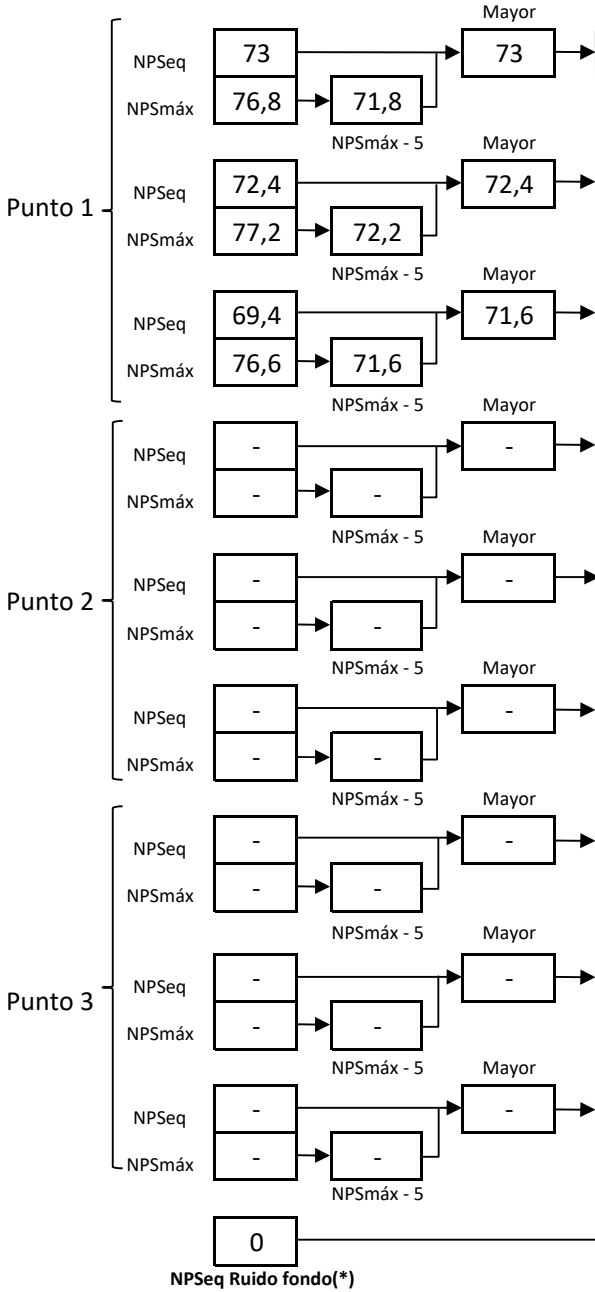 Mayor
NPSeq 73 73
NPSmáx 76,8 71,8
NPSmáx - 5 Mayor
Punto 1
NPSeq 72,4 72,4
NPSmáx 77,2 72,2
NPSmáx - 5 Mayor
NPSeq 69,4 71,6
NPSmáx 76,6 71,6
NPSmáx - 5 Mayor
NPSeq - -
NPSmáx - -
NPSmáx - 5 Mayor
Punto 2
NPSeq - -
NPSmáx - -
NPSmáx - 5 Mayor
NPSeq - -
NPSmáx - -
NPSmáx - 5 Mayor
NPSeq - -
NPSmáx - -
NPSmáx - 5 Mayor
Punto 3
NPSeq - -
NPSmáx - -
NPSmáx - 5 Mayor
NPSeq - -
NPSmáx - -
NPSmáx - 5
0
NPSeq Ruido fondo(*)